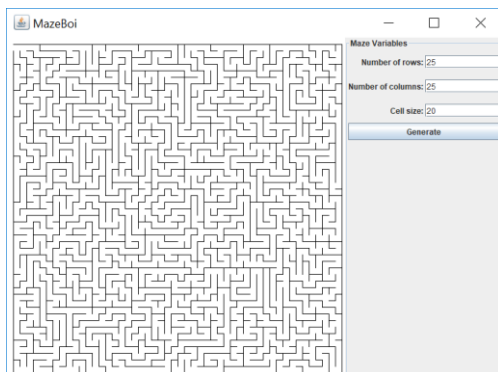 MazeBoi
Maze Variables
Number of rows: 25
Number of columns: 25
Cell size: 20
Generate